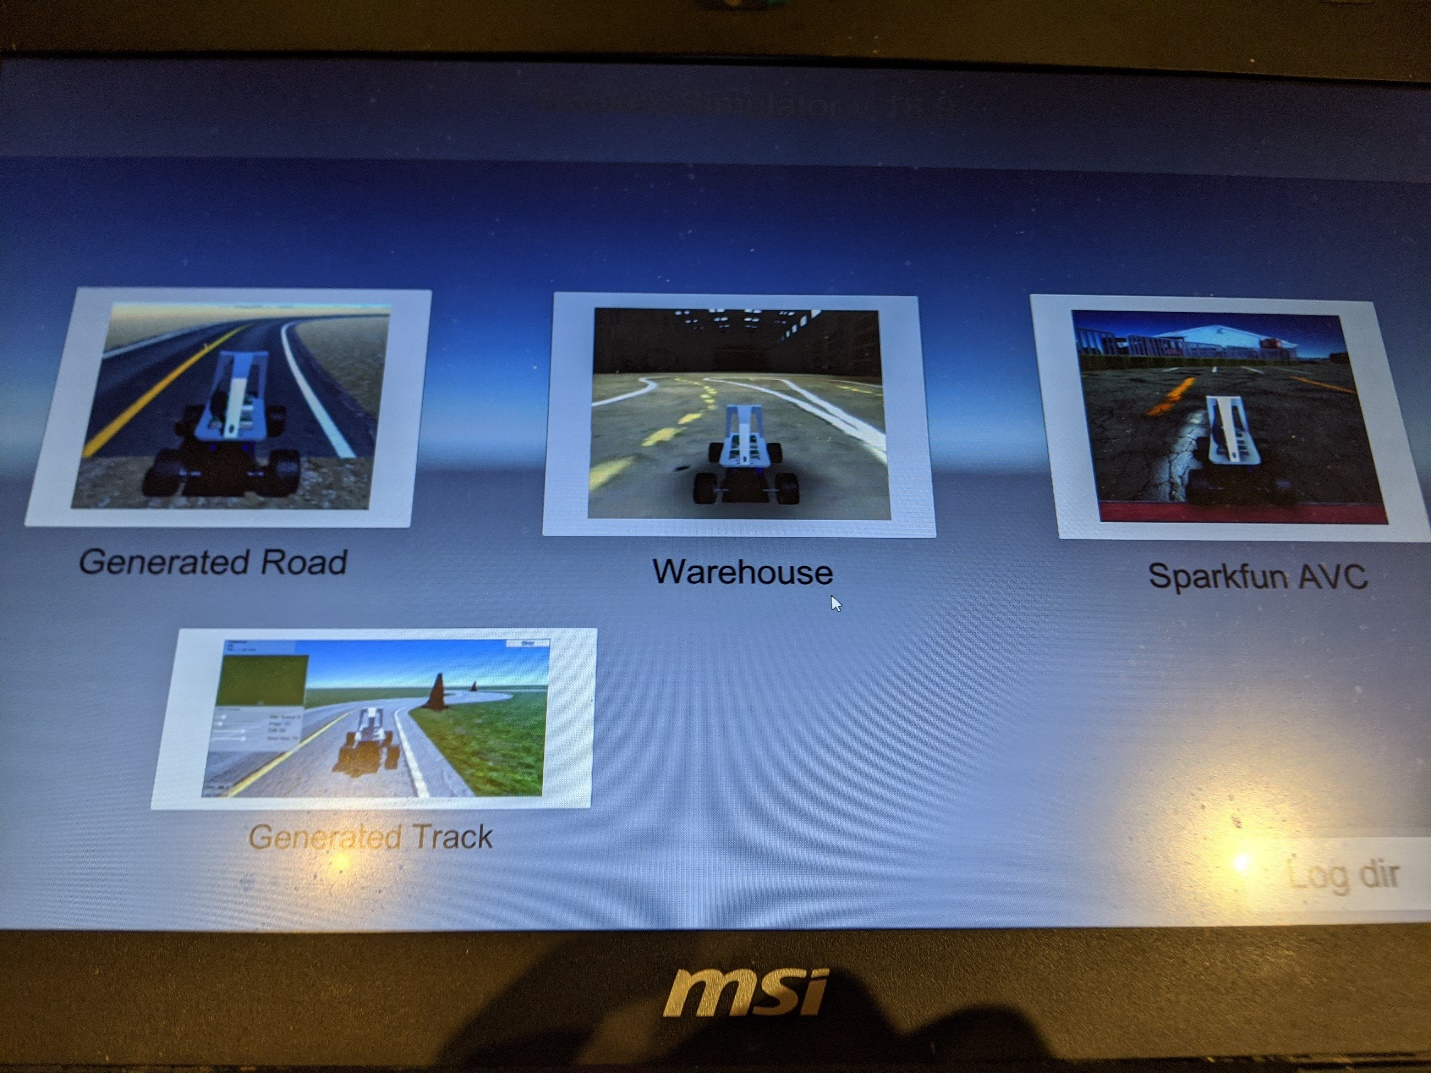 Generated Road
Warehouse
Sparkfun AVC
Generated Track
Log dir
msi